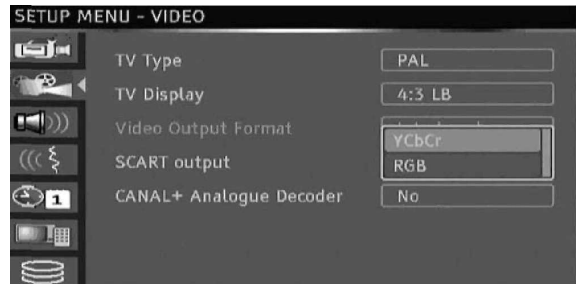 SETUP MENU - VIDEO
TV Type PAL
TV Display 4:3 LB
Video Output Format
YCbCr
SCART output RGB
CANAL+ Analogue Decoder No
1